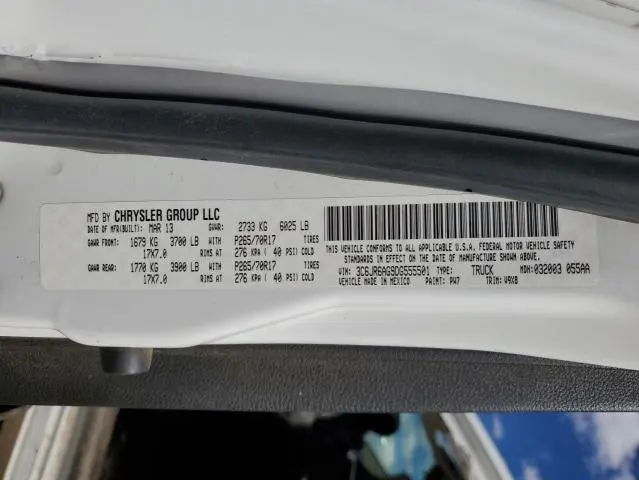 MFD BY CHRYSLER GROUP LLC
DATE OF MFR(BUILT): MAR 13 GVWR: 2733 KG 6025 LB
GAWR FRONT: 1679 KG 3700 LB WITH P265/70R17 TIRES
17X7.0 RIMS AT 276 KPA ( 40 PSI) COLD
GAWR REAR: 1770 KG 3900 LB WITH P265/70R17 TIRES
17X7.0 RIMS AT 276 KPA ( 40 PSI) COLD
THIS VEHICLE CONFORMS TO ALL APPLICABLE U.S.A. FEDERAL MOTOR VEHICLE SAFETY
STANDARDS IN EFFECT ON THE DATE OF MANUFACTURE SHOWN ABOVE.
VIN: 3C6JR6AG9DG555501 TYPE: TRUCK MDH: 032003 055AA
VEHICLE MADE IN MEXICO PAINT: PW7 TRIM: V9X8